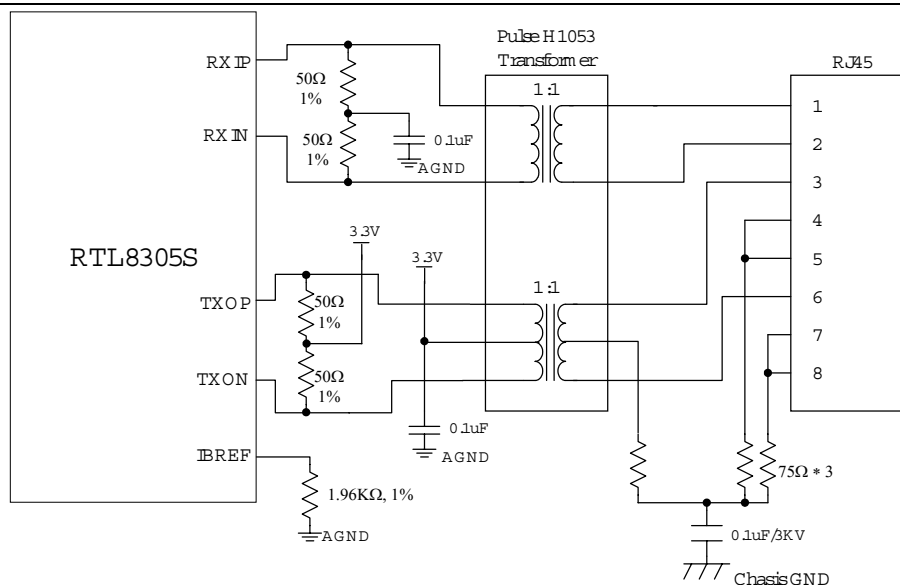 Pulse H1053
Transformer
RJ45
RXIP
50Ω
1%
1:1
1
RXIN
50Ω
1%
0.1uF
AGND
2
3
3.3V
3.3V
4
RTL8305S
5
1:1
TXOP
50Ω
1%
6
7
TXON
50Ω
1%
8
0.1uF
AGND
IBREF
1.96KΩ, 1%
75Ω * 3
AGND
0.1uF/3KV
Chasis GND